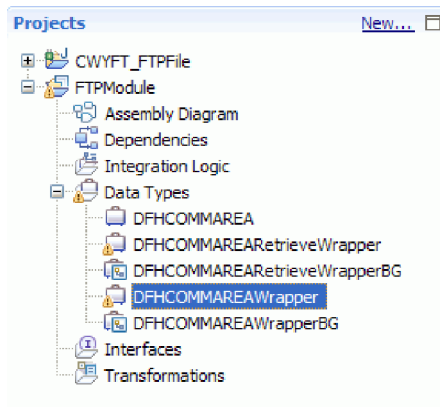 Projects New...
CWYFT_FTPFile
FTPModule
Assembly Diagram
Dependencies
Integration Logic
Data Types
DFHCOMMAREA
DFHCOMMAREARetrieveWrapper
DFHCOMMAREARetrieveWrapperBG
DFHCOMMAREAWrapper
DFHCOMMAREAWrapperBG
Interfaces
Transformations